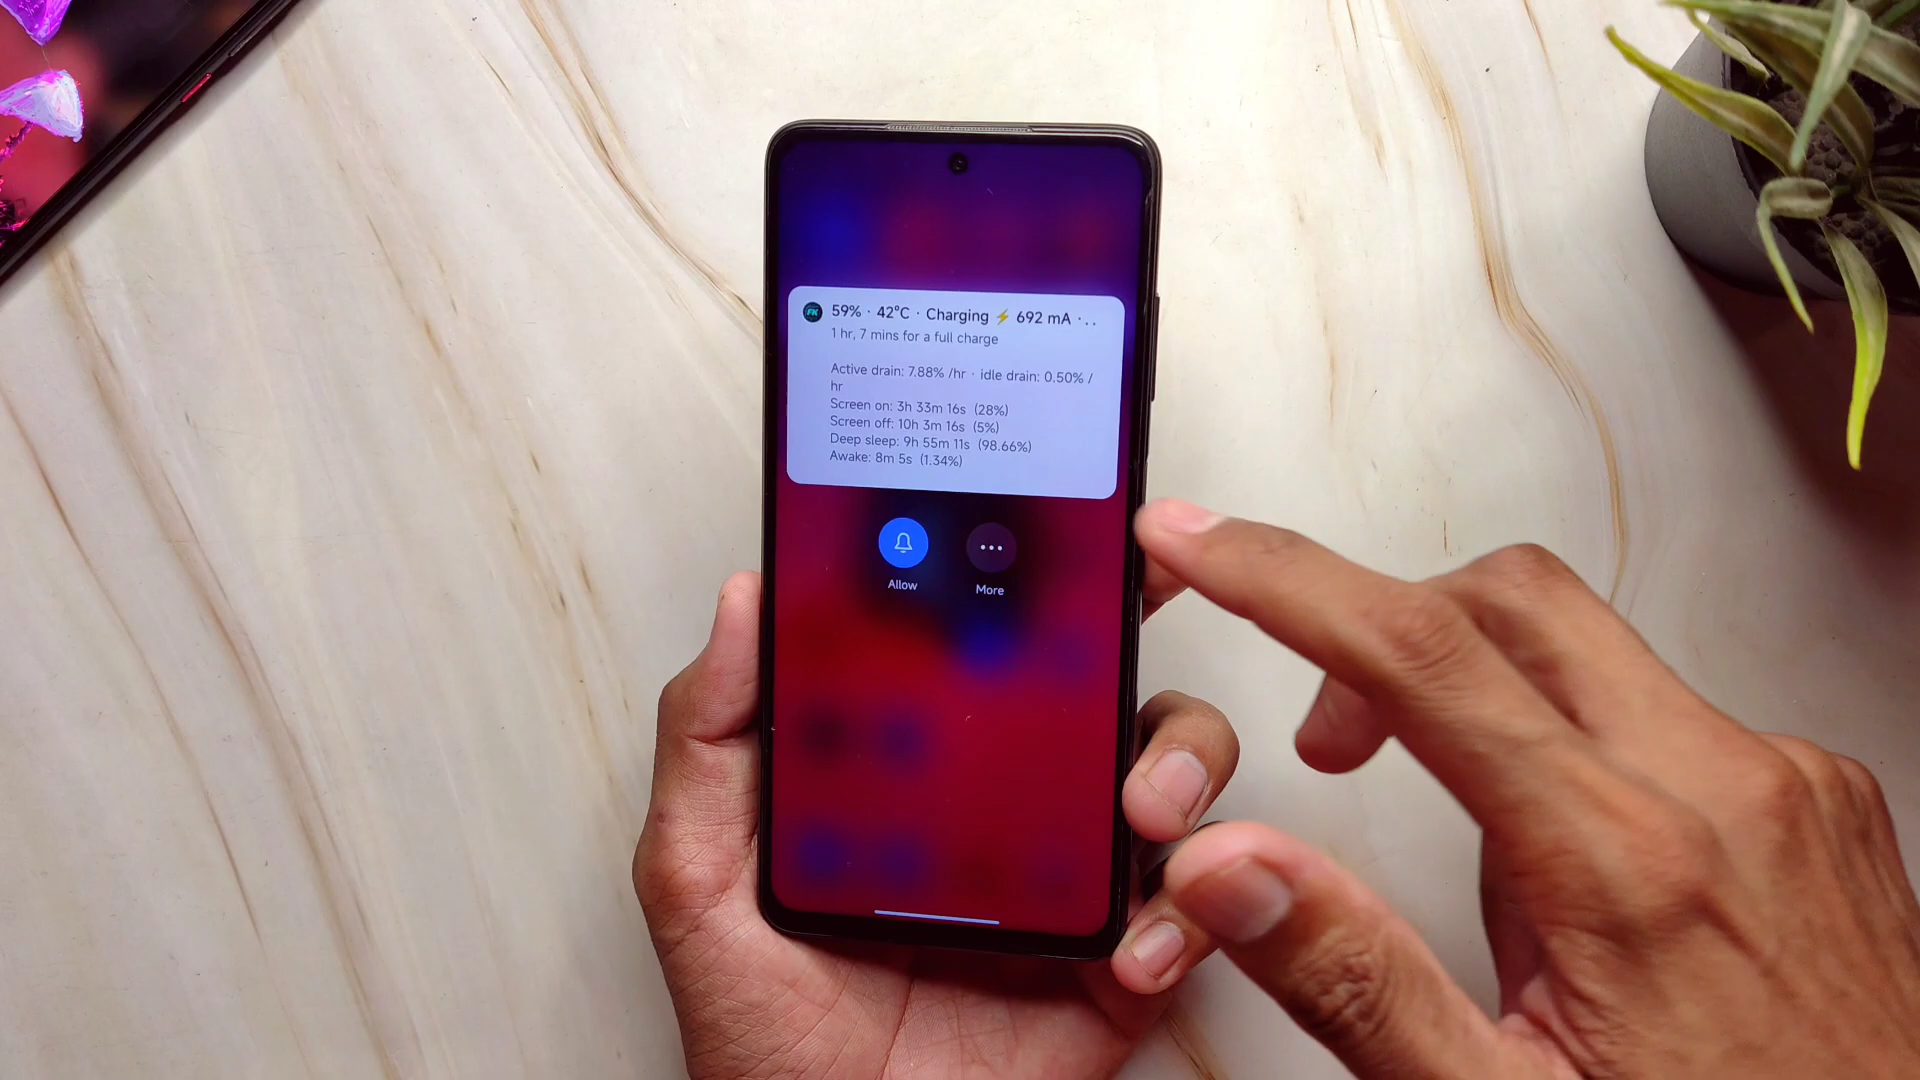 FK
59% · 42°C · Charging ⚡ 692 mA · . .
1 hr, 7 mins for a full charge
Active drain: 7.88% /hr · idle drain: 0.50% /
hr
Screen on: 3h 33m 16s (28%)
Screen off: 10h 3m 16s (5%)
Deep sleep: 9h 55m 11s (98.66%)
Awake: 8m 5s (1.34%)
Allow
More